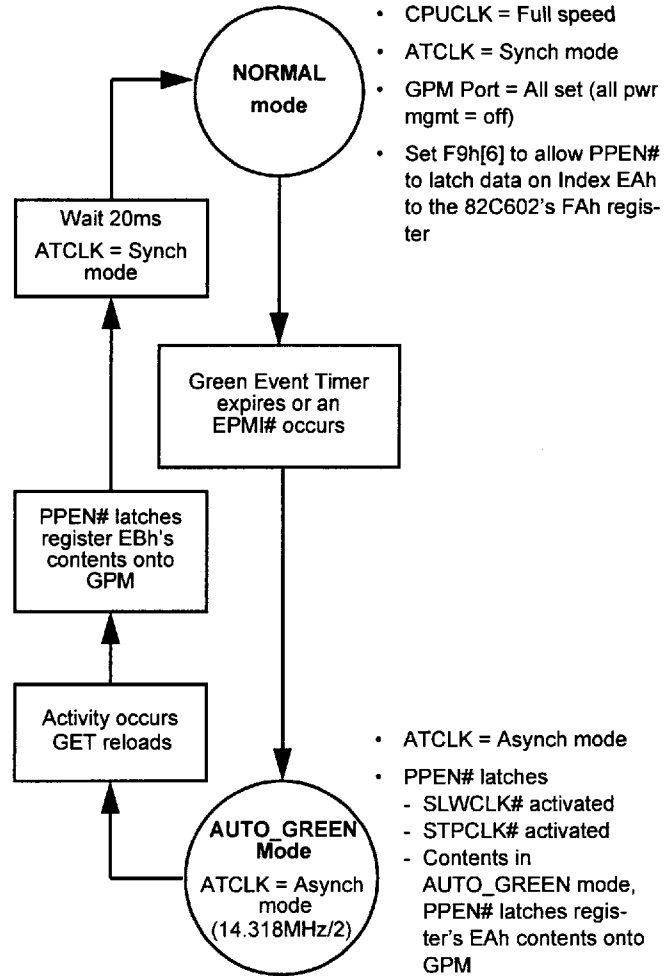 NORMAL
mode
• CPUCLK = Full speed
• ATCLK = Synch mode
• GPM Port = All set (all pwr
mgmt = off)
• Set F9h[6] to allow PPEN#
to latch data on Index EAh
to the 82C602's FAh regis-
ter
Wait 20ms
ATCLK = Synch
mode
Green Event Timer
expires or an
EPMI# occurs
PPEN# latches
register EBh's
contents onto
GPM
Activity occurs
GET reloads
AUTO_GREEN
Mode
ATCLK = Asynch
mode
(14.318MHz/2)
• ATCLK = Asynch mode
• PPEN# latches
- SLWCLK# activated
- STPCLK# activated
- Contents in
AUTO_GREEN mode,
PPEN# latches regis-
ter's EAh contents onto
GPM